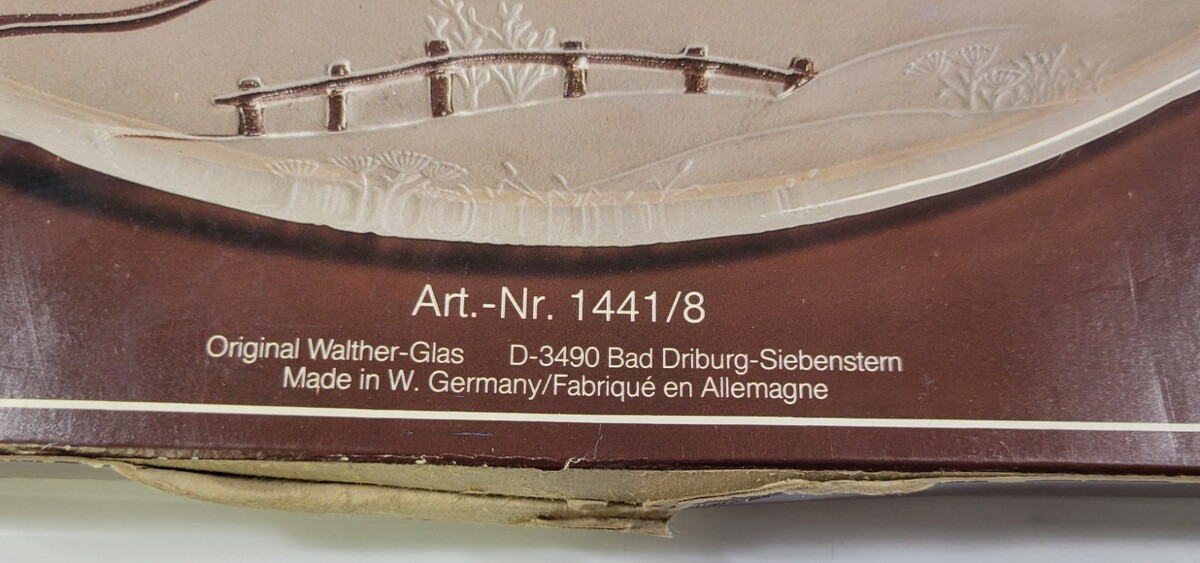 Art.-Nr. 1441/8
Original Walther-Glas D-3490 Bad Driburg-Siebenstern
Made in W. Germany/Fabriqué en Allemagne